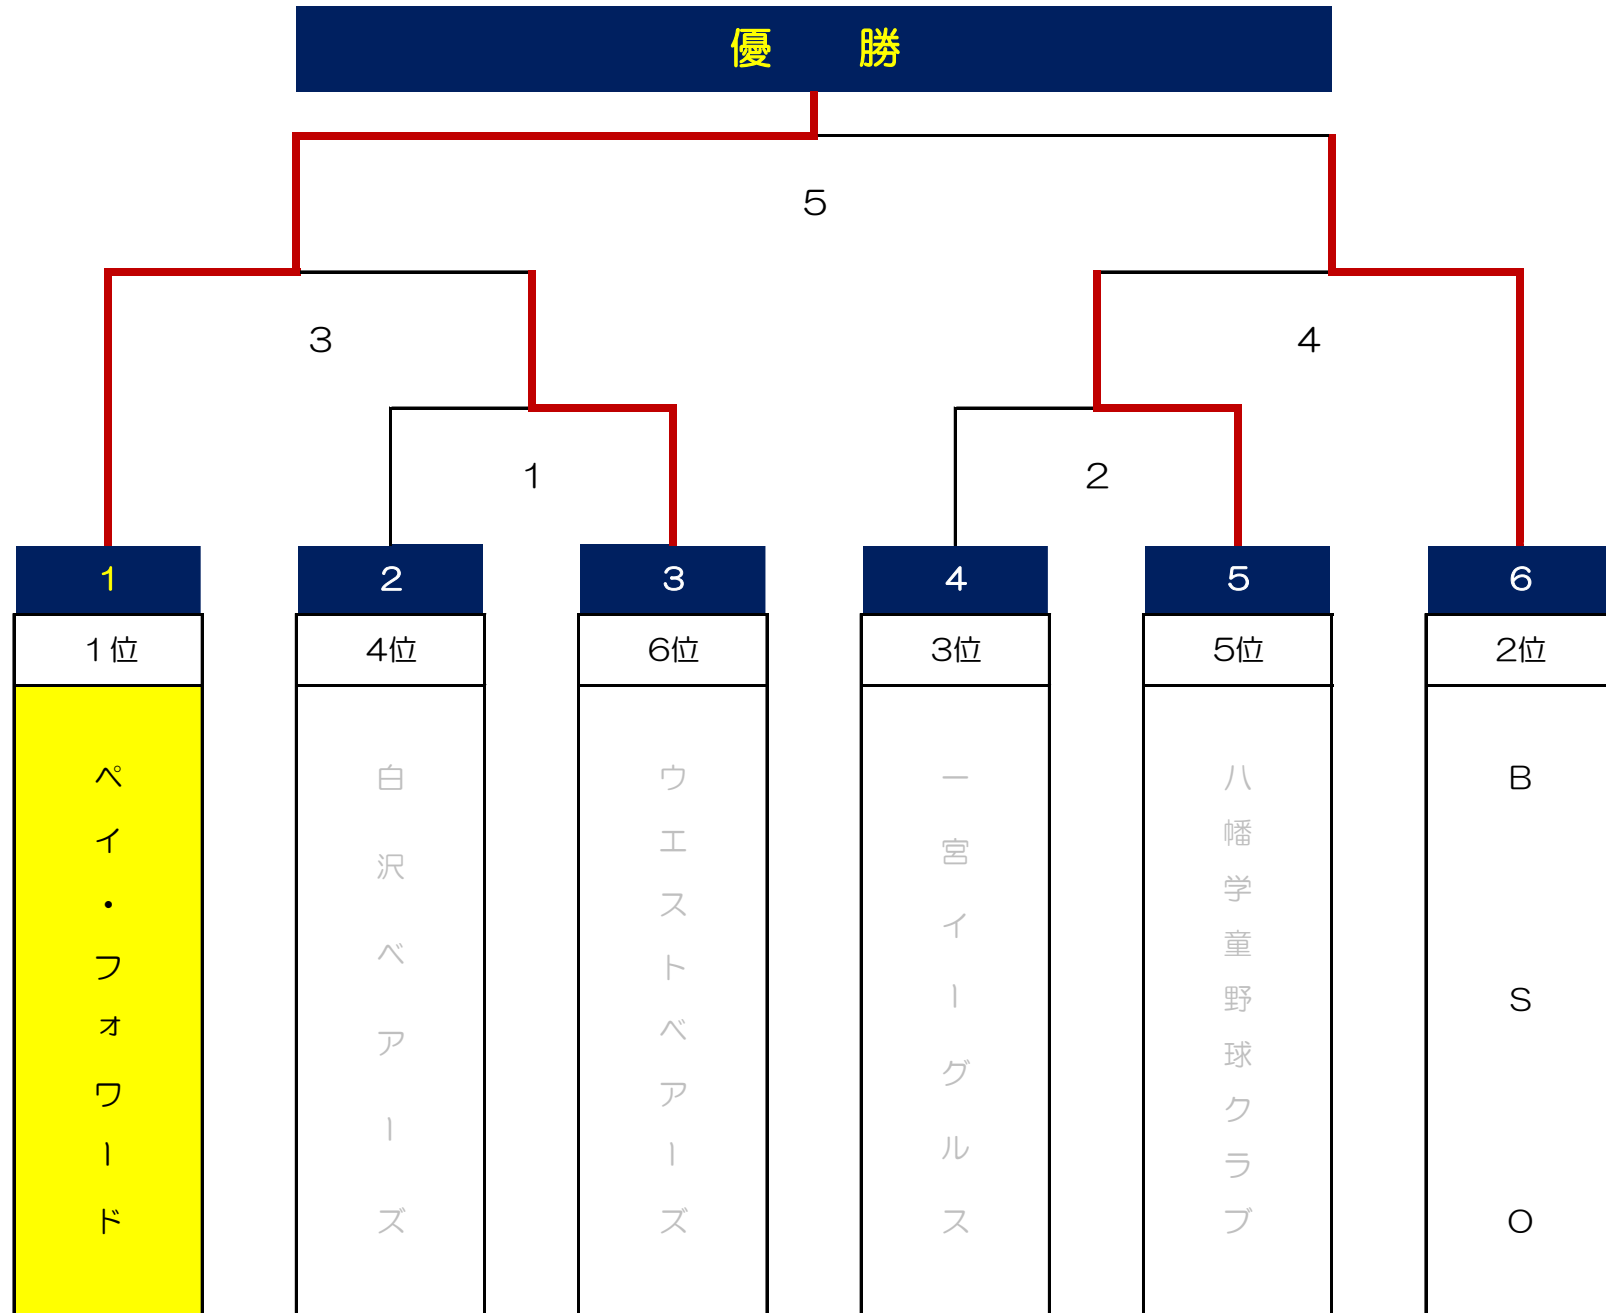 優　勝
5
3
4
1
2
1
2
3
4
5
6
1位
4位
6位
3位
5位
2位
ペイ・フォワード
白沢ベアーズ
ウエストベアーズ
一宮イーグルス
八幡学童野球クラブ
BSO